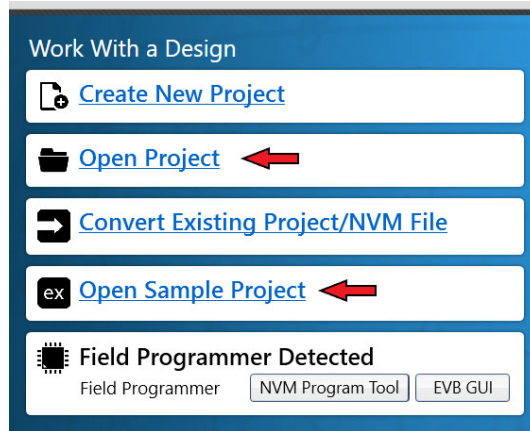 Work With a Design
Create New Project
Open Project
Convert Existing Project/NVM File
ex Open Sample Project
Field Programmer Detected
Field Programmer NVM Program Tool EVB GUI